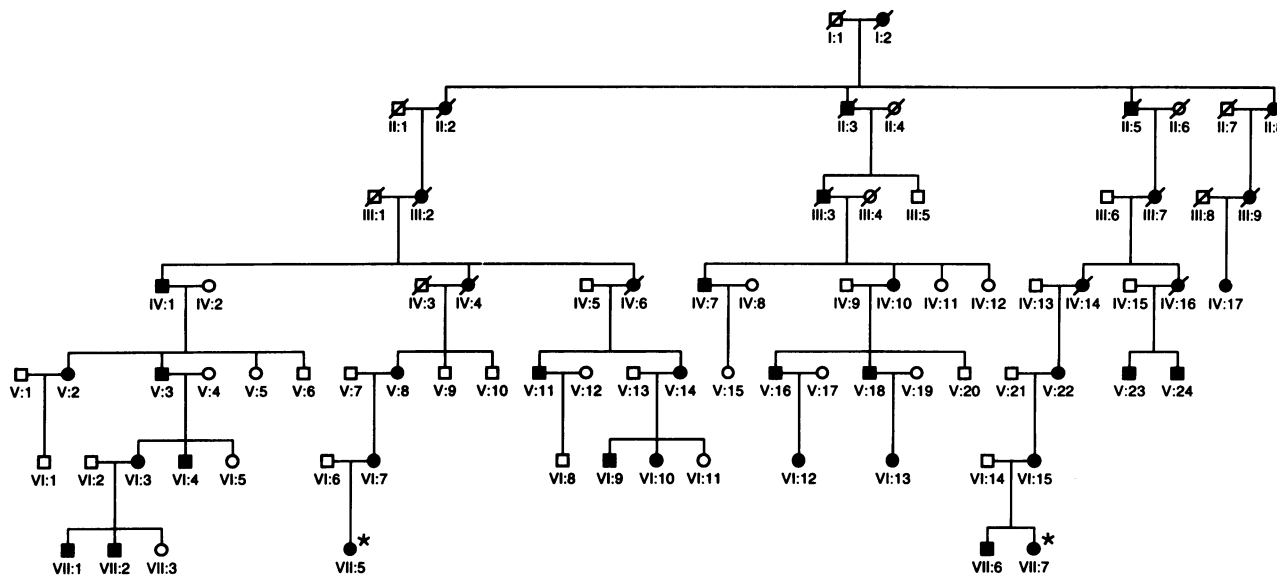 I:1 I:2
II:1 II:2 II:3 II:4 II:5 II:6 II:7
III:1 III:2 III:3 III:4 III:5 III:6 III:7 III:8 III:9
IV:1 IV:2 IV:3 IV:4 IV:5 IV:6 IV:7 IV:8 IV:9 IV:10 IV:11 IV:12 IV:13 IV:14 IV:15 IV:16 IV:17
V:1 V:2 V:3 V:4 V:5 V:6 V:7 V:8 V:9 V:10 V:11 V:12 V:13 V:14 V:15 V:16 V:17 V:18 V:19 V:20 V:21 V:22 V:23 V:24
VI:1 VI:2 VI:3 VI:4 VI:5 VI:6 VI:7 VI:8 VI:9 VI:10 VI:11 VI:12 VI:13 VI:14 VI:15
* *
VII:1 VII:2 VII:3 VII:5 VII:6 VII:7